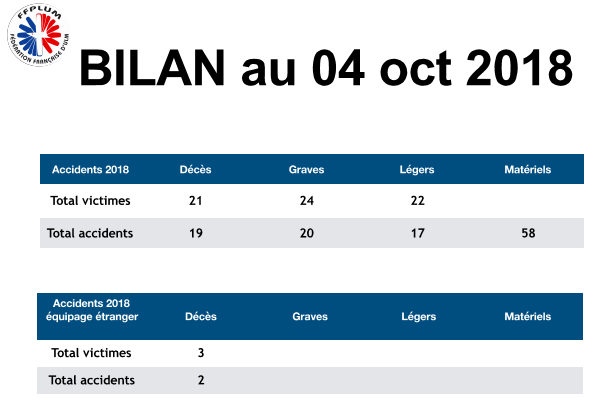 FFPLUM
FÉDÉRATION FRANÇAISE D'ULM
BILAN au 04 oct 2018
Accidents 2018 Décès Graves Légers Matériels
Total victimes 21 24 22
Total accidents 19 20 17 58
Accidents 2018
équipage étranger Décès Graves Légers Matériels
Total victimes 3
Total accidents 2